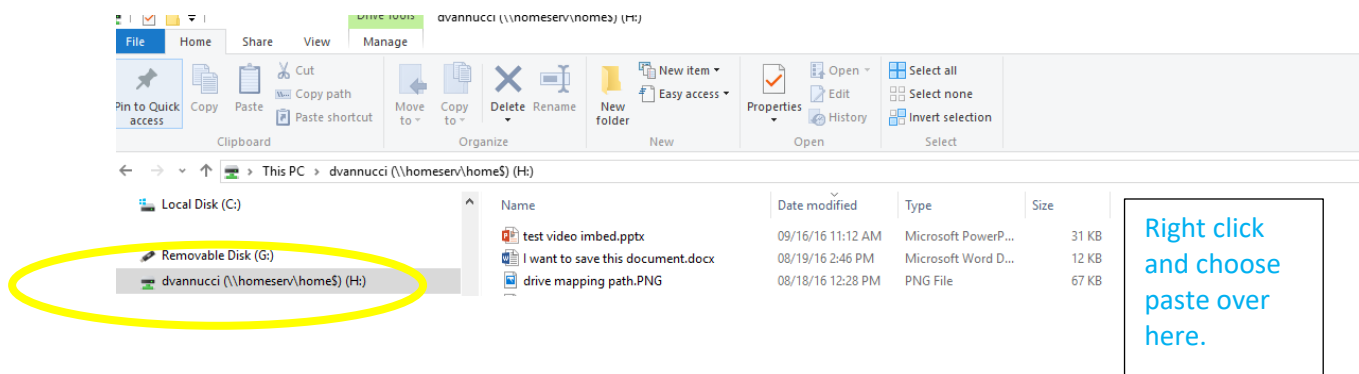 Drive Tools dvannucci (\\homeserv\home$) (H:)
File Home Share View Manage
Pin to Quick access
Copy
Paste
Cut
Copy path
Paste shortcut
Move to
Copy to
Delete
Rename
New folder
New item
Easy access
Properties
Open
Edit
History
Select all
Select none
Invert selection
Clipboard Organize New Open Select
This PC > dvannucci (\\homeserv\home$) (H:)
Local Disk (C:)
Removable Disk (G:)
dvannucci (\\homeserv\home$) (H:)
Name Date modified Type Size
test video imbed.pptx 09/16/16 11:12 AM Microsoft PowerP... 31 KB
I want to save this document.docx 08/19/16 2:46 PM Microsoft Word D... 12 KB
drive mapping path.PNG 08/18/16 12:28 PM PNG File 67 KB
Right click
and choose
paste over
here.